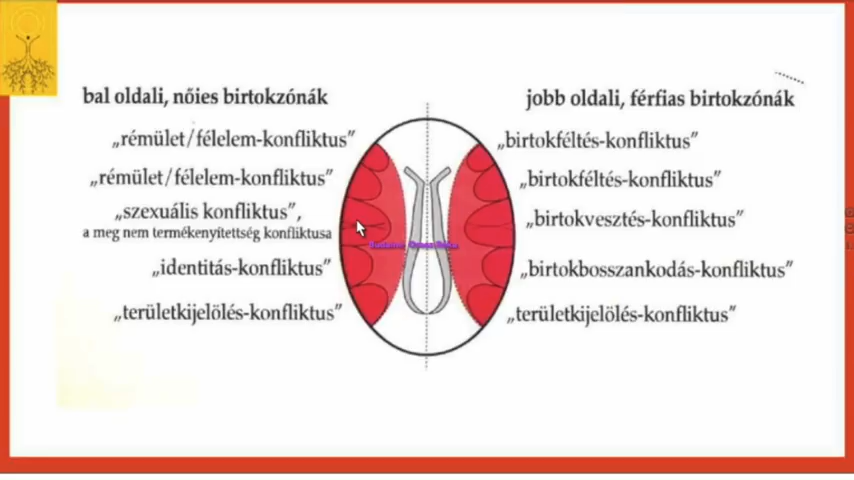 bal oldali, nőies birtokzónák
„rémület/félelem-konfliktus”
„rémület/félelem-konfliktus”
„szexuális konfliktus”,
a meg nem termékenyítettség konfliktusa
„identitás-konfliktus”
„területkijelölés-konfliktus”
jobb oldali, férfias birtokzónák
„birtokféltés-konfliktus”
„birtokféltés-konfliktus”
„birtokvesztés-konfliktus”
„birtokbosszankodás-konfliktus”
„területkijelölés-konfliktus”